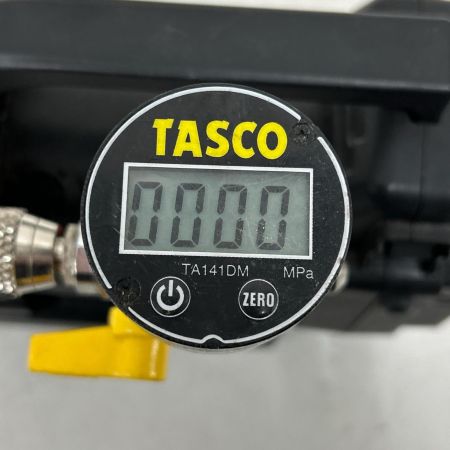 TASCO
0000
TA141DM MPa
ZERO